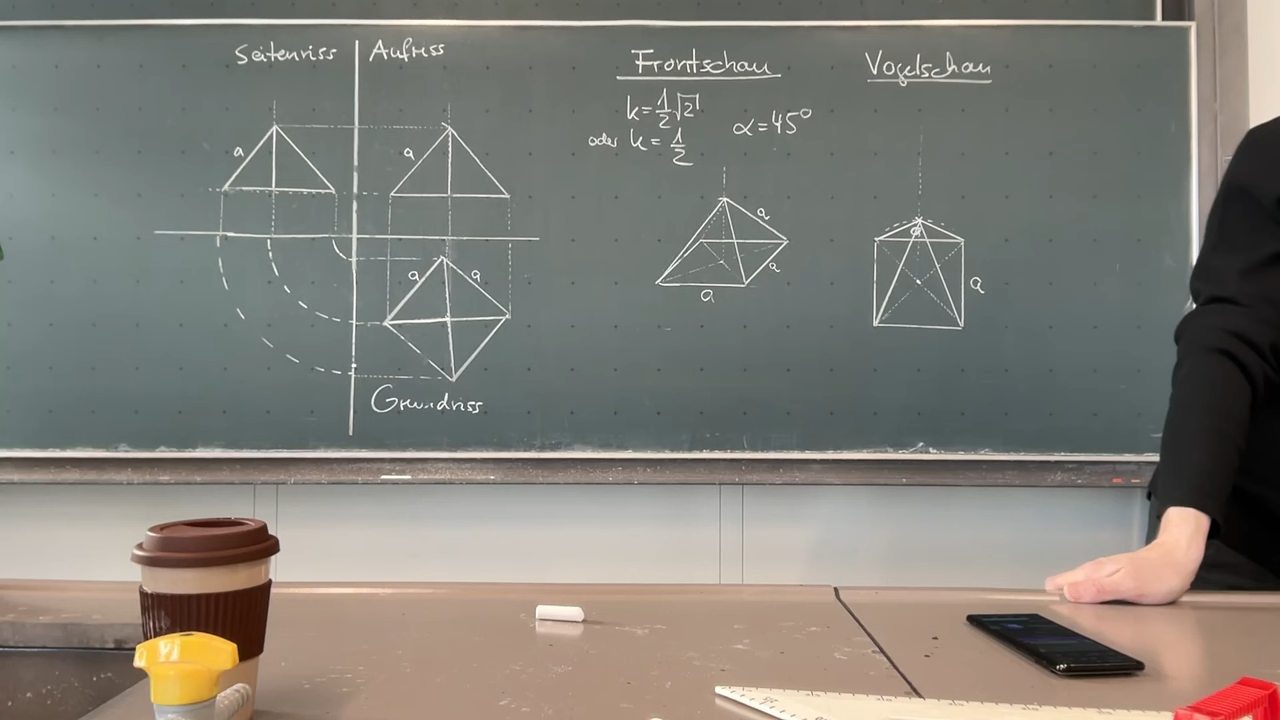 Seitenriss
Aufriss
a
a
a
a
Grundriss
Frontschau
k=1/2√2
oder k=1/2
α=45°
a
a
a
Vogelschau
a
a